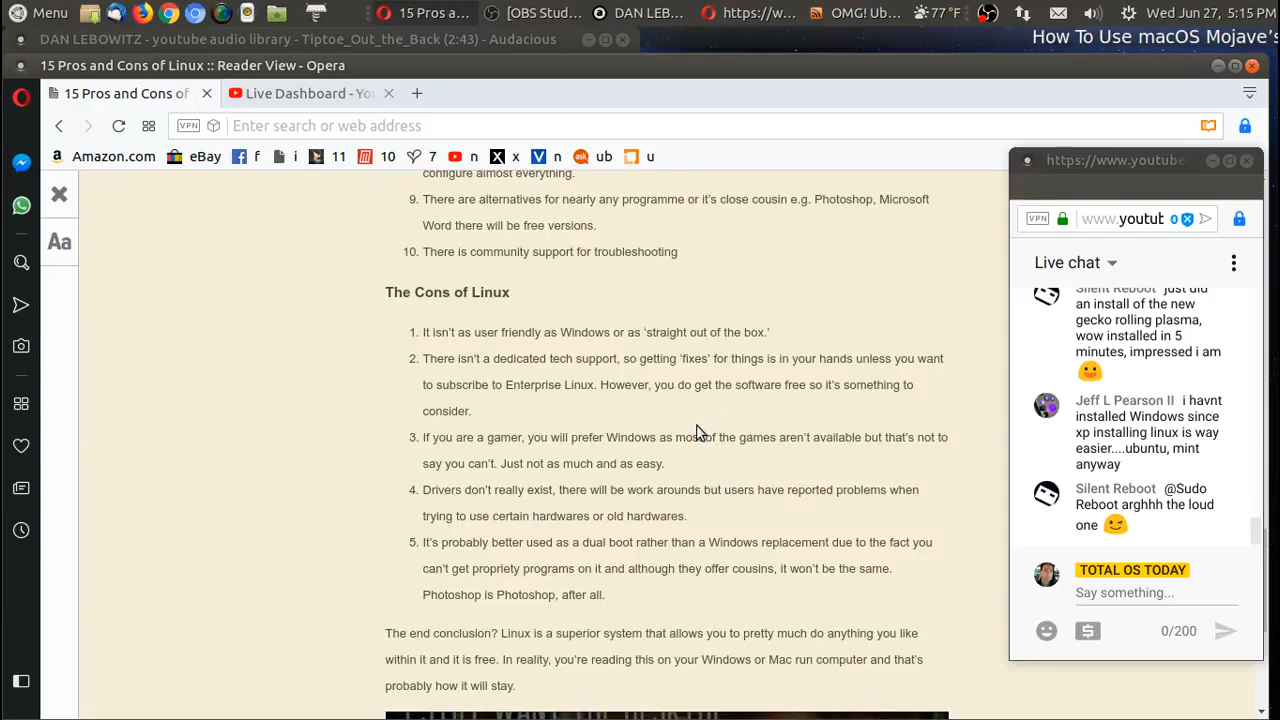 Menu
15 Pros a...
[OBS Stud...
DAN LEB...
https://w...
OMG! Ub...
77 °F
Wed Jun 27, 5:15 PM
DAN LEBOWITZ - youtube audio library - Tiptoe_Out_the_Back (2:43) - Audacious
How To Use macOS Mojave's
15 Pros and Cons of Linux :: Reader View - Opera
15 Pros and Cons of
Live Dashboard - You
VPN
Enter search or web address
Amazon.com
eBay
f
i
11
10
7
n
x
n
ub
u
configure almost everything.
9. There are alternatives for nearly any programme or it's close cousin e.g. Photoshop, Microsoft
Word there will be free versions.
10. There is community support for troubleshooting
The Cons of Linux
1. It isn't as user friendly as Windows or as 'straight out of the box.'
2. There isn't a dedicated tech support, so getting 'fixes' for things is in your hands unless you want
to subscribe to Enterprise Linux. However, you do get the software free so it's something to
consider.
3. If you are a gamer, you will prefer Windows as most of the games aren't available but that's not to
say you can't. Just not as much and as easy.
4. Drivers don't really exist, there will be work arounds but users have reported problems when
trying to use certain hardwares or old hardwares.
5. It's probably better used as a dual boot rather than a Windows replacement due to the fact you
can't get propriety programs on it and although they offer cousins, it won't be the same.
Photoshop is Photoshop, after all.
The end conclusion? Linux is a superior system that allows you to pretty much do anything you like
within it and it is free. In reality, you're reading this on your Windows or Mac run computer and that's
probably how it will stay.
Aa
https://www.youtube
VPN
www.youtub
0
Live chat
Silent Reboot just did
an install of the new
gecko rolling plasma,
wow installed in 5
minutes, impressed i am
Jeff L Pearson II i havnt
installed Windows since
xp installing linux is way
easier....ubuntu, mint
anyway
Silent Reboot @Sudo
Reboot arghhh the loud
one
TOTAL OS TODAY
Say something...
0/200